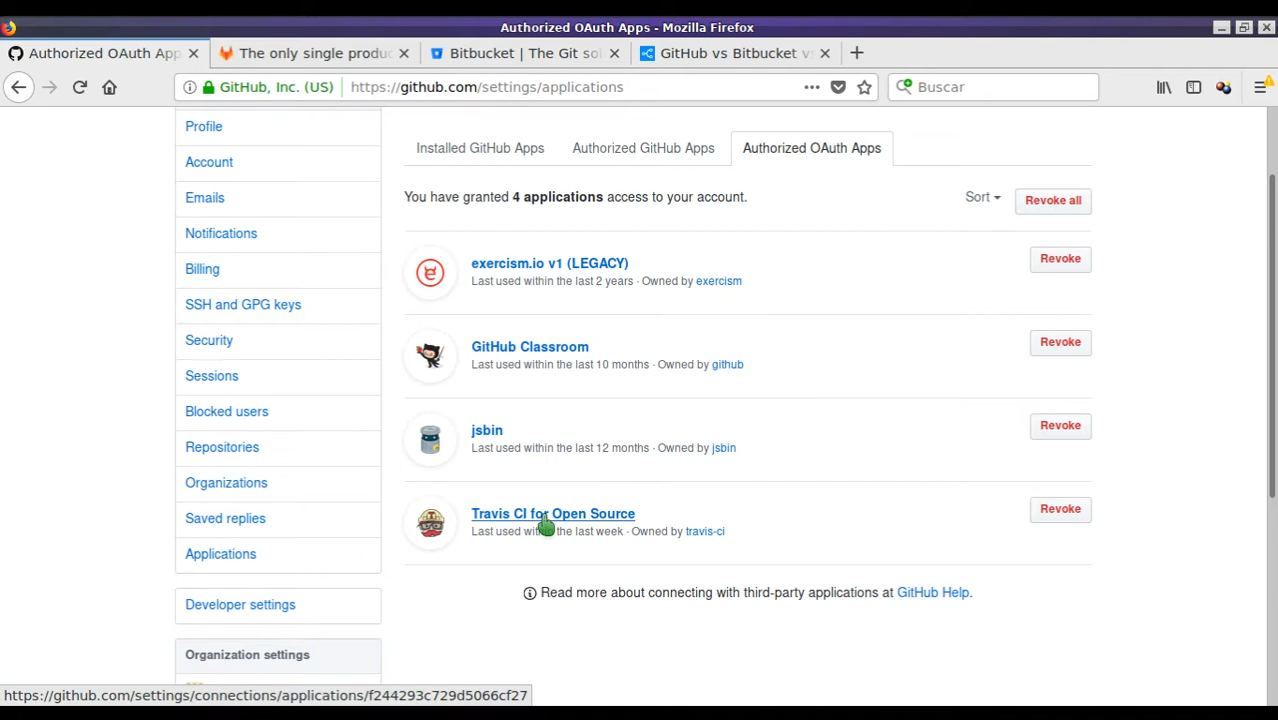 Authorized OAuth Apps - Mozilla Firefox
Authorized OAuth App
The only single produ
Bitbucket | The Git sol
GitHub vs Bitbucket vs
GitHub, Inc. (US)
https://github.com/settings/applications
Buscar
Profile
Account
Emails
Notifications
Billing
SSH and GPG keys
Security
Sessions
Blocked users
Repositories
Organizations
Saved replies
Applications
Developer settings
Organization settings
Installed GitHub Apps
Authorized GitHub Apps
Authorized OAuth Apps
You have granted 4 applications access to your account.
Sort
Revoke all
exercism.io v1 (LEGACY)
Last used within the last 2 years · Owned by exercism
Revoke
GitHub Classroom
Last used within the last 10 months · Owned by github
Revoke
jsbin
Last used within the last 12 months · Owned by jsbin
Revoke
Travis CI for Open Source
Last used within the last week · Owned by travis-ci
Revoke
Read more about connecting with third-party applications at GitHub Help.
https://github.com/settings/connections/applications/f244293c729d5066cf27